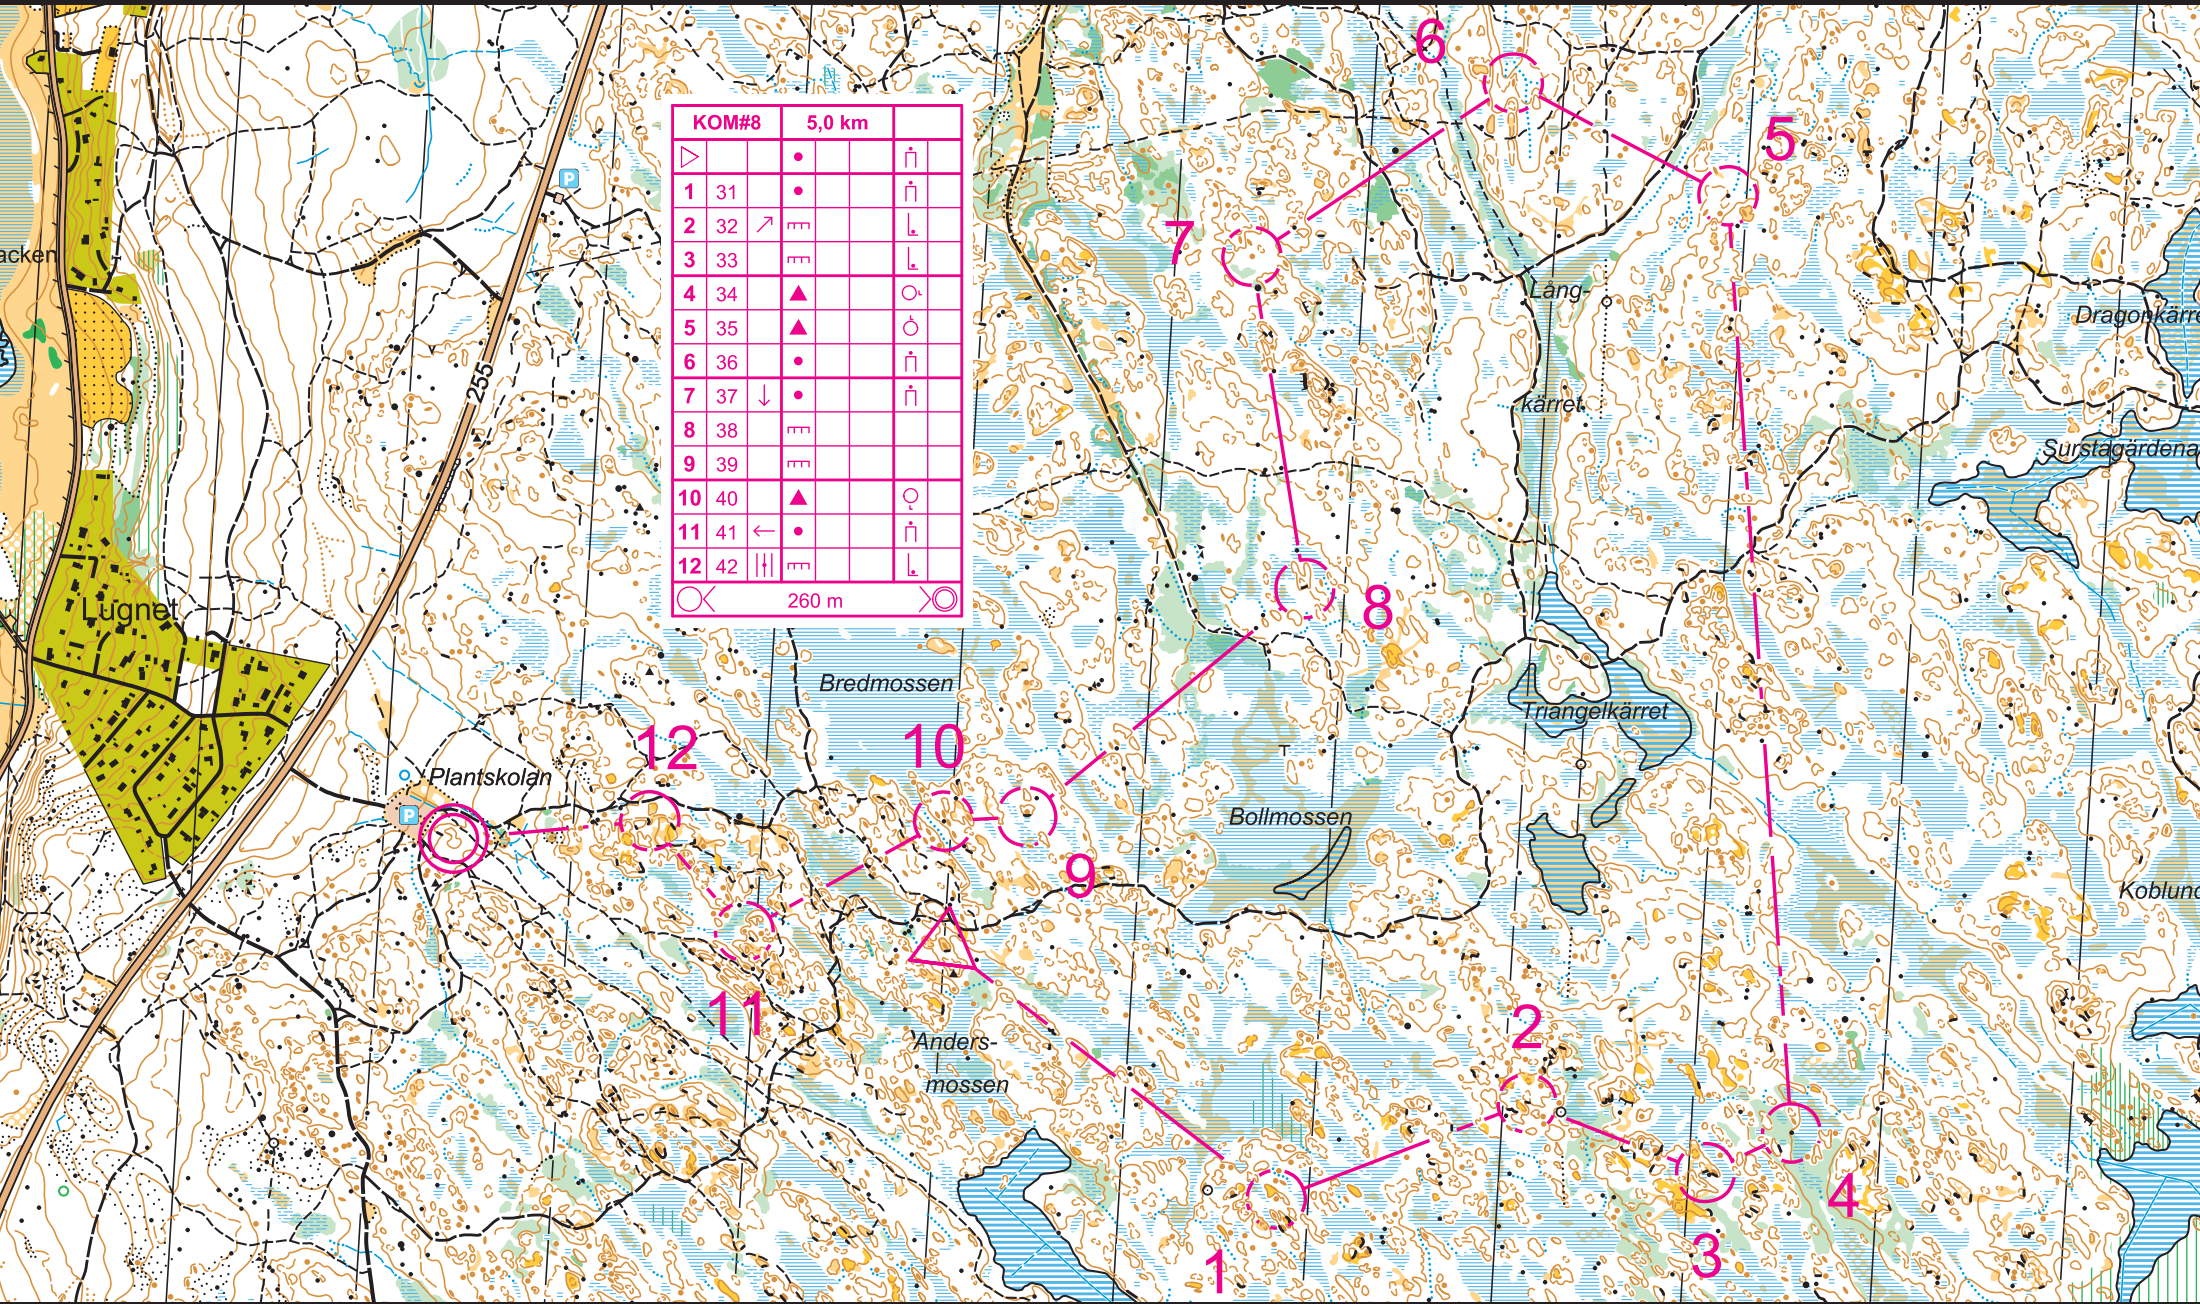 KOM#8 5,0 km
1 31
2 32
3 33
4 34
5 35
6 36
7 37
8 38
9 39
10 40
11 41
12 42
260 m
6
5
P
acken
7
Lång-
Dragonkärre
255
kärret
Surstagärdena
8
Lugnet
Bredmossen
Triangelkärret
12
10
Plantskolan
P
Bollmossen
9
Koblund
11
2
Anders-
mossen
4
3
1